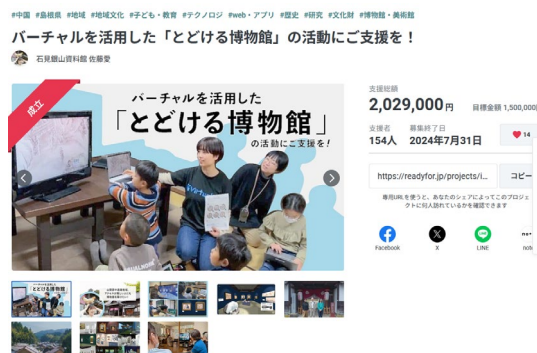 #中国 #島根県 #地域 #地域文化 #子ども・教育 #テクノロジ #web・アプリ #歴史 #研究 #文化財 #博物館・美術館
バーチャルを活用した「とどける博物館」の活動にご支援を！
石見銀山資料館 佐藤愛
成立
バーチャルを活用した
「とどける博物館」
の活動にご支援を!
支援総額
2,029,000円
目標金額 1,500,000
支援者
募集終了日
154人
2024年7月31日
14
https://readyfor.jp/projects/i...
コピー
専用URLを使うと、あなたのシェアによってこのプロジェ
クトに何人訪れているかを確認できます
Facebook
X
LINE
note